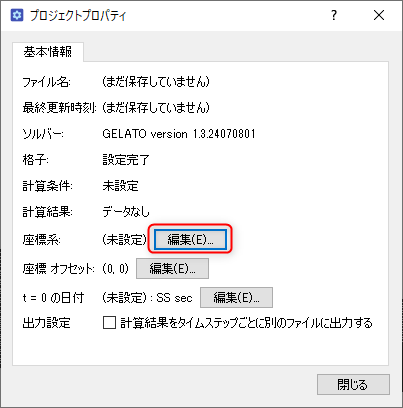 プロジェクトプロパティ
基本情報
ファイル名: (まだ保存していません)
最終更新時刻: (まだ保存していません)
ソルバー: GELATO version 1.3.24070801
格子: 設定完了
計算条件: 未設定
計算結果: データなし
座標系: (未設定) 編集(E)...
座標 オフセット: (0, 0) 編集(E)...
t = 0 の日付 (未設定) : SS sec 編集(E)...
出力設定 計算結果をタイムステップごとに別のファイルに出力する
閉じる